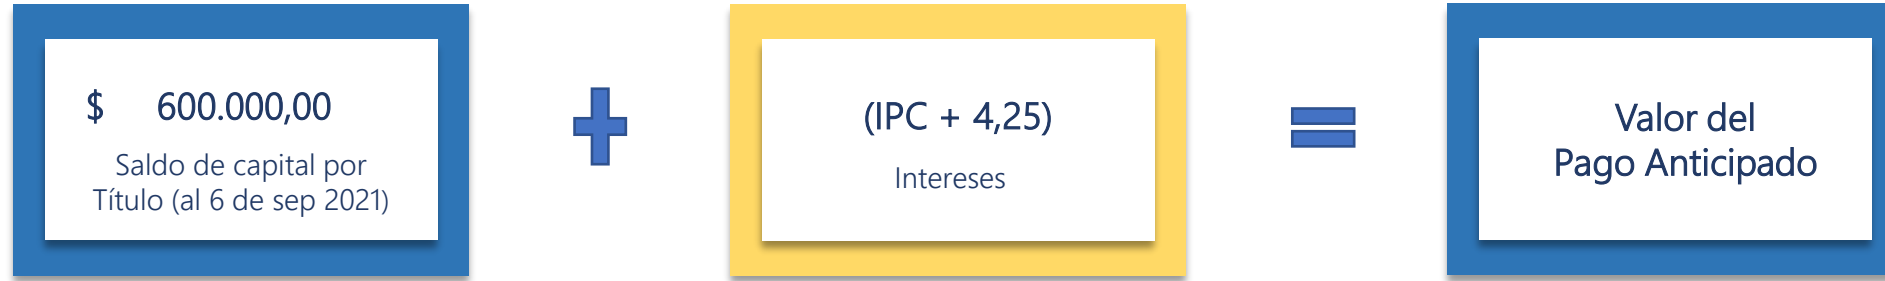 $ 600.000,00
Saldo de capital por
Título (al 6 de sep 2021)
(IPC + 4,25)
Intereses
Valor del
Pago Anticipado